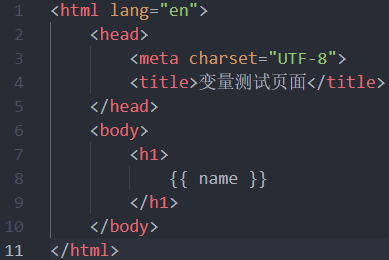 1 <html lang="en">
2 <head>
3 <meta charset="UTF-8">
4 <title>变量测试页面</title>
5 </head>
6 <body>
7 <h1>
8 {{ name }}
9 </h1>
10 </body>
11 </html>